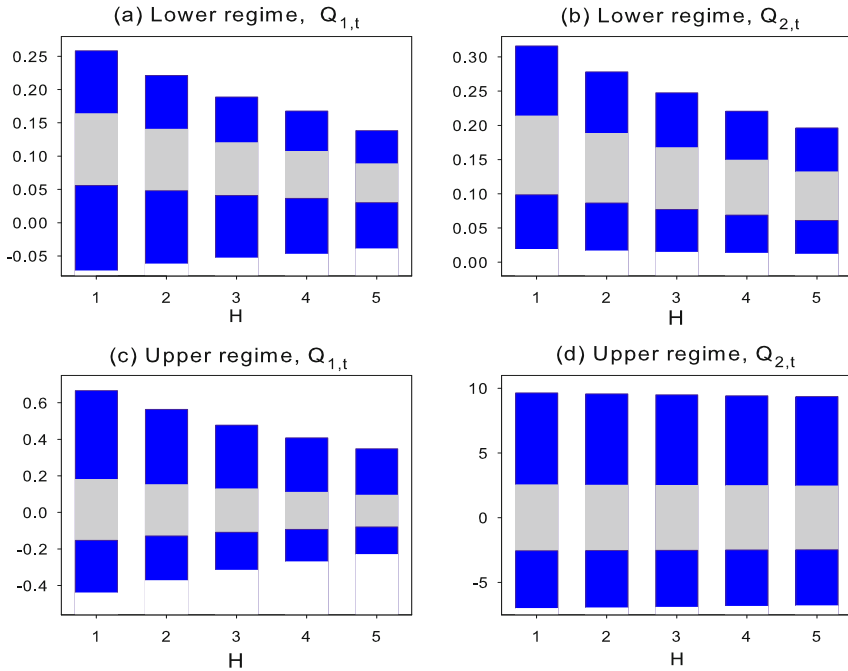 (a) Lower regime, Q1,t
0.25
0.20
0.15
0.10
0.05
0.00
-0.05
1 2 3 4 5
H
(b) Lower regime, Q2,t
0.30
0.25
0.20
0.15
0.10
0.05
0.00
1 2 3 4 5
H
(c) Upper regime, Q1,t
0.6
0.4
0.2
0.0
-0.2
-0.4
1 2 3 4 5
H
(d) Upper regime, Q2,t
10
5
0
-5
1 2 3 4 5
H